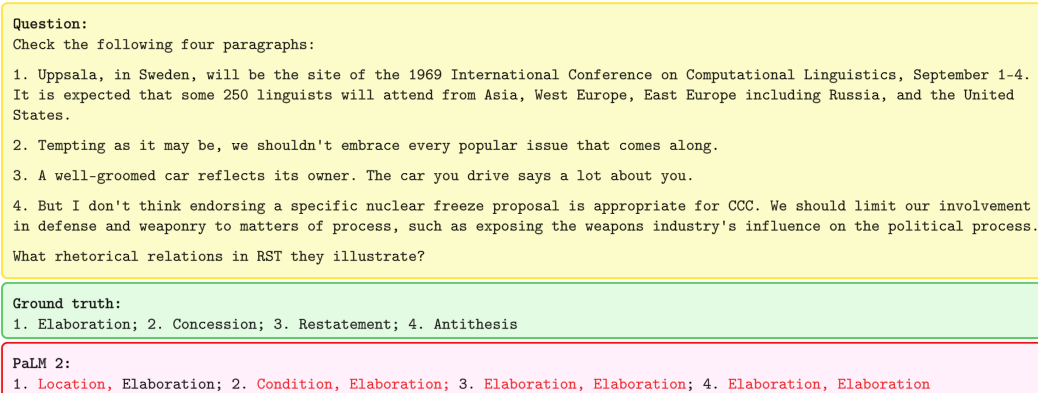 Question:
Check the following four paragraphs:
1. Uppsala, in Sweden, will be the site of the 1969 International Conference on Computational Linguistics, September 1-4.
It is expected that some 250 linguists will attend from Asia, West Europe, East Europe including Russia, and the United
States.
2. Tempting as it may be, we shouldn't embrace every popular issue that comes along.
3. A well-groomed car reflects its owner. The car you drive says a lot about you.
4. But I don't think endorsing a specific nuclear freeze proposal is appropriate for CCC. We should limit our involvement
in defense and weaponry to matters of process, such as exposing the weapons industry's influence on the political process.
What rhetorical relations in RST they illustrate?
Ground truth:
1. Elaboration; 2. Concession; 3. Restatement; 4. Antithesis
PaLM 2:
1. Location, Elaboration; 2. Condition, Elaboration; 3. Elaboration, Elaboration; 4. Elaboration, Elaboration